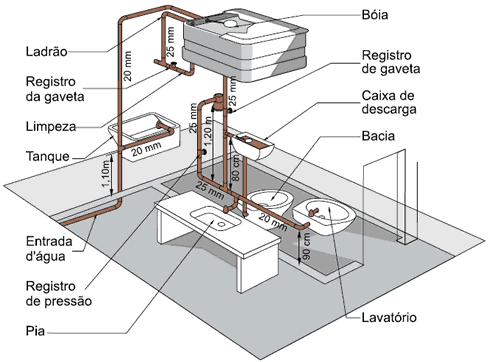 Bóia
Ladrão
25 mm
20 mm
Registro
da gaveta
Registro
de gaveta
25 mm
Limpeza
Caixa de
descarga
25 mm
1,20 m
Tanque
20 mm
Bacia
80 cm
1,10m
25 mm
20 mm
Entrada
d'água
90 cm
Registro
de pressão
Pia
Lavatório